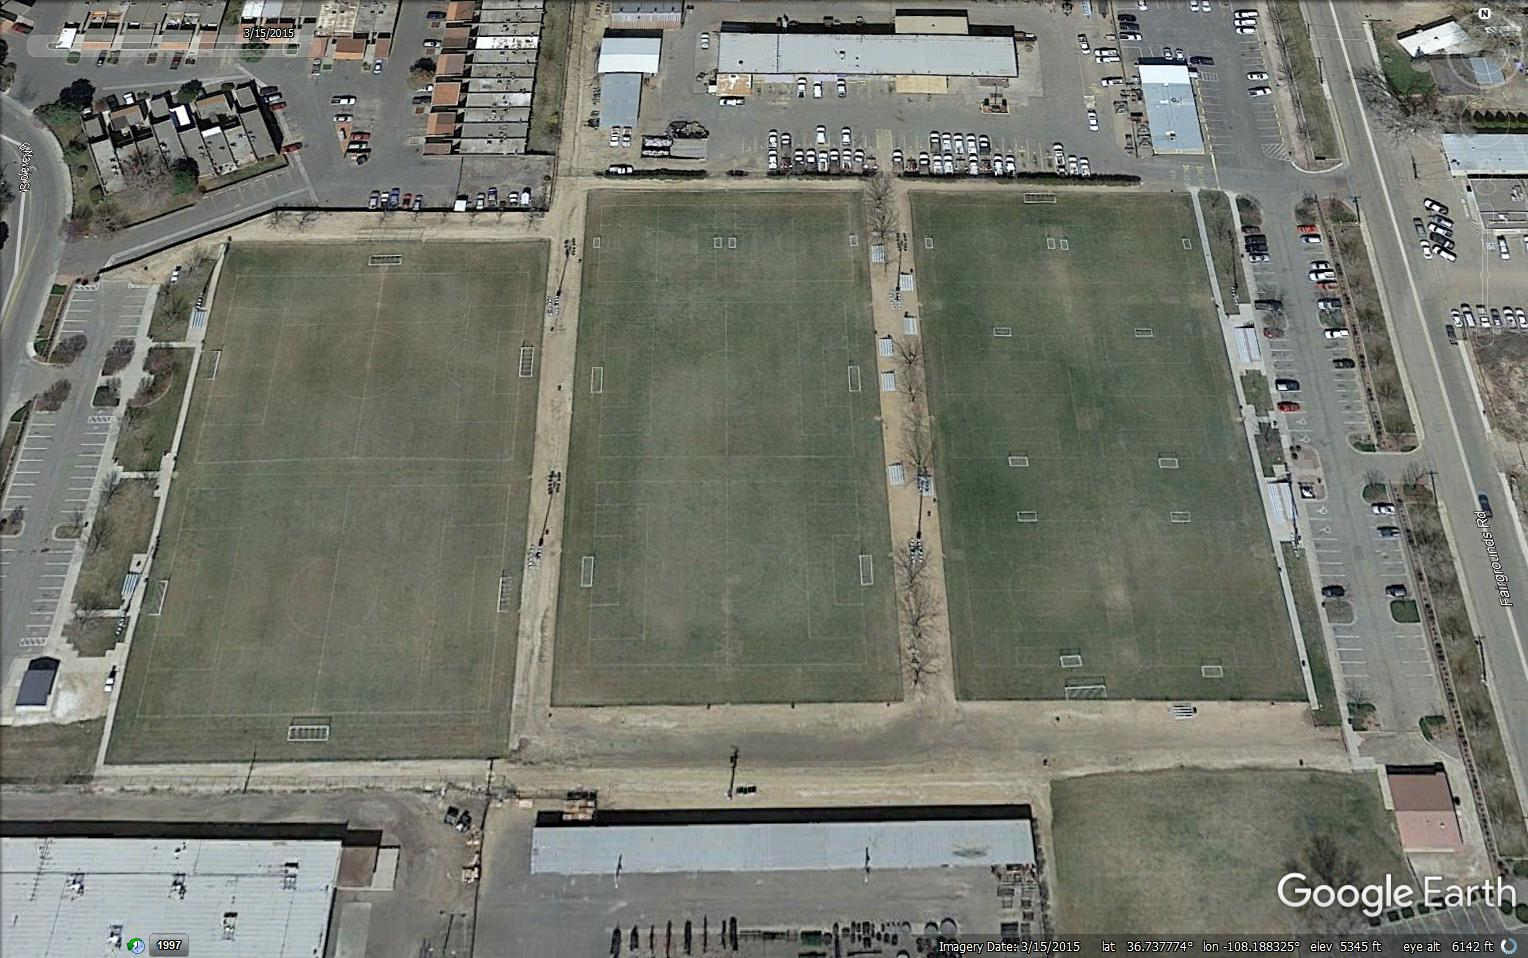 3/15/2015
N
Fairgrounds Rd
Google Earth
1997
Imagery Date: 3/15/2015 lat 36.737774° lon -108.188325° elev 5345 ft eye alt 6142 ft